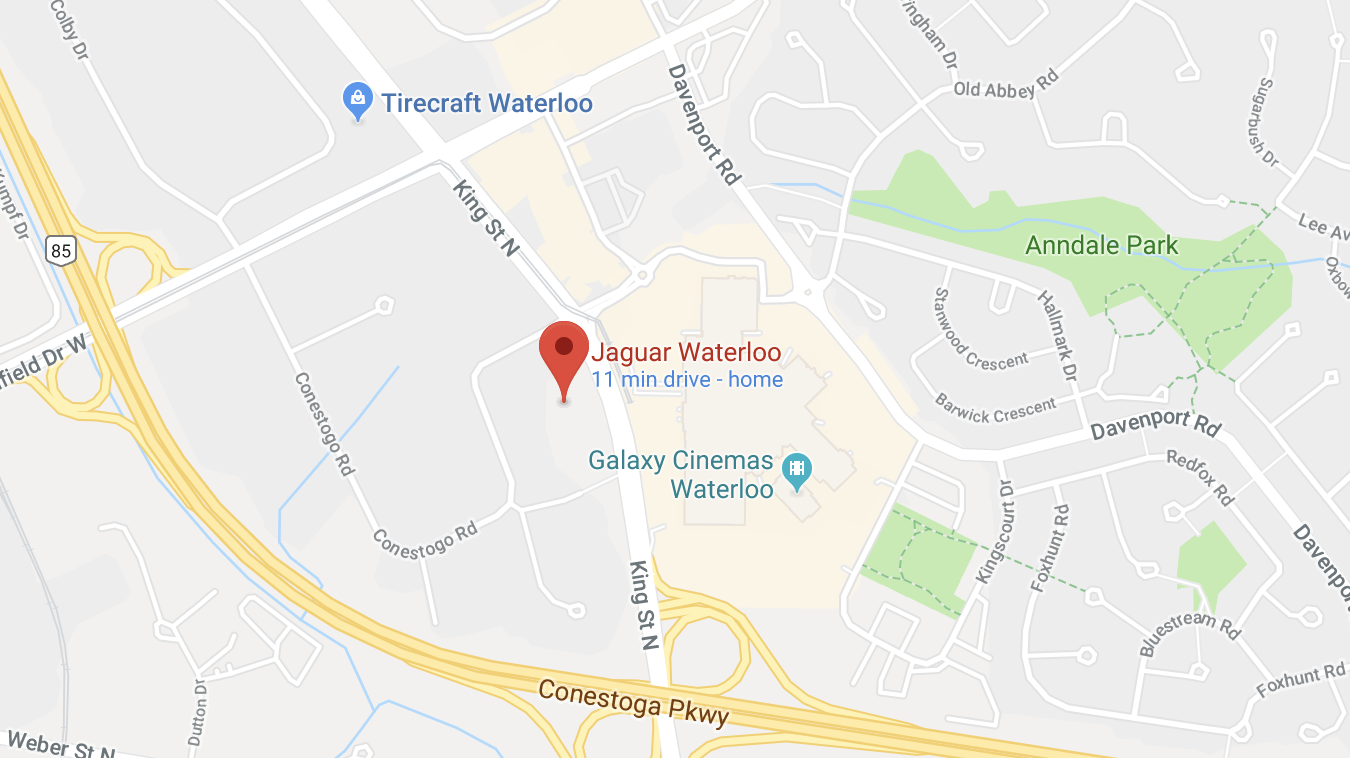 Colby Dr
Tirecraft Waterloo
Davenport Rd
Old Abbey Rd
Sugarbush Dr
Kumpf Dr
85
King St N
Anndale Park
Lee Av
Stanwood Crescent
Hallmark Dr
Jaguar Waterloo
11 min drive - home
Conestogo Rd
Barwick Crescent
Davenport Rd
Galaxy Cinemas
Waterloo
Redfox Rd
Conestogo Rd
Kingscourt Dr
Foxhunt Rd
Davenport
King St N
Bluestream Rd
Foxhunt Rd
Conestoga Pkwy
Dutton Dr
Weber St N